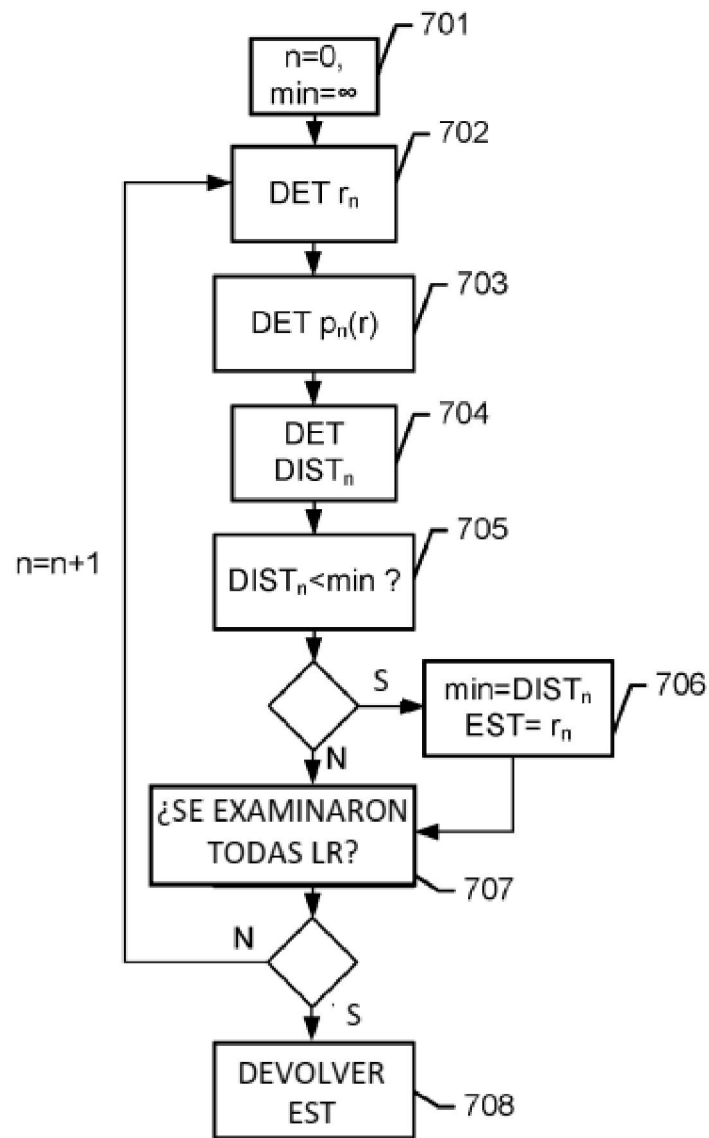 701
n=0,
min=∞
702
DET rₙ
703
DET pₙ(r)
704
DET
DISTₙ
705
n=n+1
DISTₙ<min ?
S
min=DISTₙ
EST= rₙ
706
N
¿SE EXAMINARON
TODAS LR?
707
N
S
DEVOLVER
EST
708